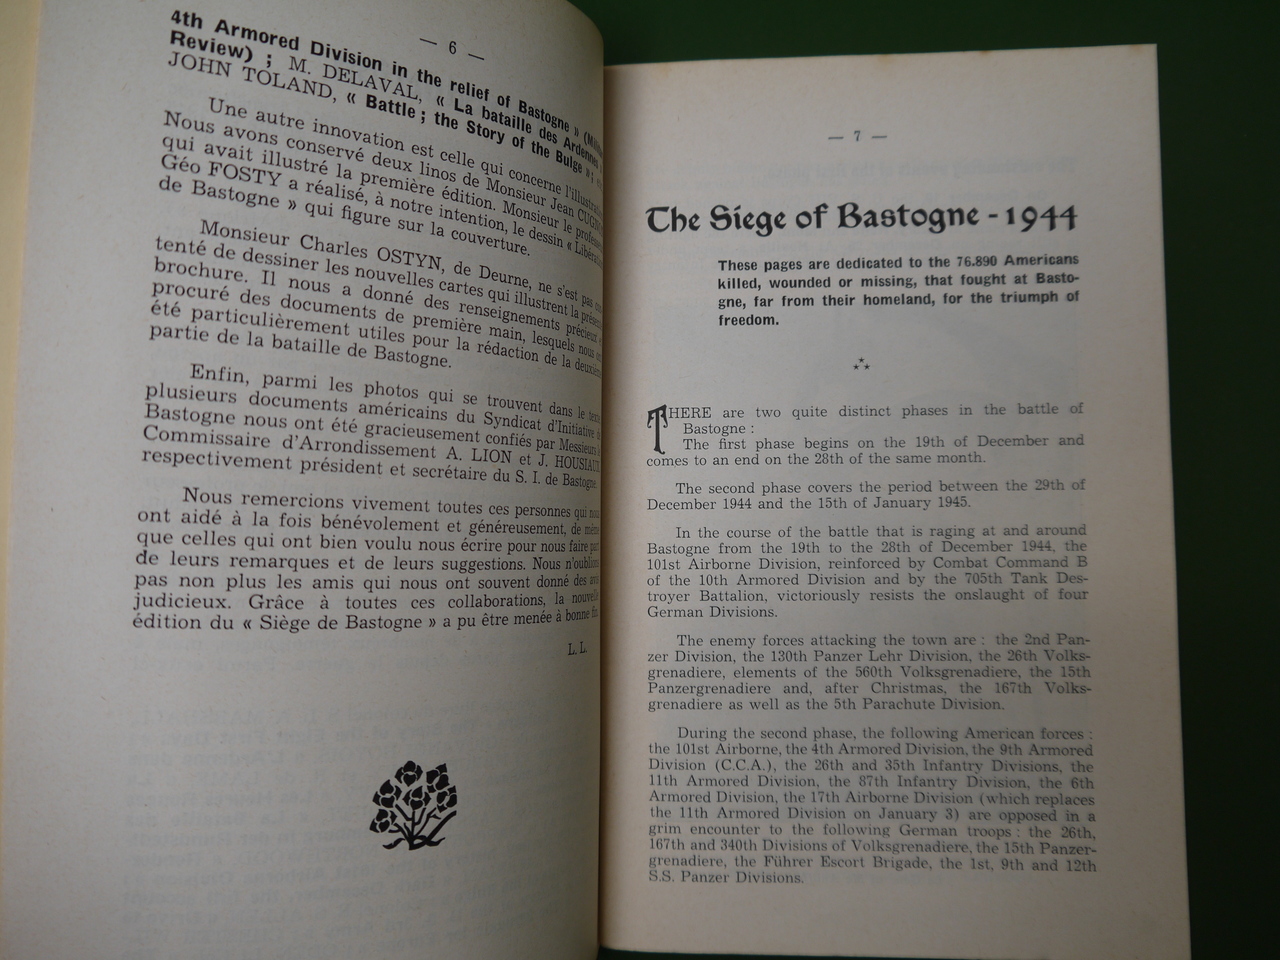 — 6 —
4th Armored Division in the relief of Bastogne » (Milit
Review) ; M. DELAVAL, « La bataille des Ardennes
JOHN TOLAND, « Battle ; the Story of the Bulge » ;
Une autre innovation est celle qui concerne l'illustra
Nous avons conservé deux linos de Monsieur Jean
qui avait illustré la première édition. Monsieur le
Géo FOSTY a réalisé, à notre intention, le dessin « Libérat
de Bastogne » qui figure sur la couverture.
Monsieur Charles OSTYN, de Deurne, ne s'est pas
tenté de dessiner les nouvelles cartes qui illustrent la
brochure. Il nous a donné des renseignements précieux
procuré des documents de première main, lesquels nous
été particulièrement utiles pour la rédaction de la deuxième
partie de la bataille de Bastogne.
Enfin, parmi les photos qui se trouvent dans le
plusieurs documents américains du Syndicat d'Initiative
Bastogne nous ont été gracieusement confiés par Messieurs
Commissaire d'Arrondissement A. LION et J. HOUSIAUX
respectivement président et secrétaire du S. I. de Bastogne.
Nous remercions vivement toutes ces personnes qui
ont aidé à la fois bénévolement et généreusement, de même
que celles qui ont bien voulu nous écrire pour nous faire part
de leurs remarques et de leurs suggestions. Nous n'oublions
pas non plus les amis qui nous ont souvent donné des
judicieux. Grâce à toutes ces collaborations, la nouvelle
édition du « Siège de Bastogne » a pu être menée à bonne fin.
L. L.
— 7 —
The Siege of Bastogne - 1944
These pages are dedicated to the 76.890 Americans
killed, wounded or missing, that fought at Basto-
gne, far from their homeland, for the triumph of
freedom.
THERE are two quite distinct phases in the battle of
Bastogne :
The first phase begins on the 19th of December and
comes to an end on the 28th of the same month.
The second phase covers the period between the 29th of
December 1944 and the 15th of January 1945.
In the course of the battle that is raging at and around
Bastogne from the 19th to the 28th of December 1944, the
101st Airborne Division, reinforced by Combat Command B
of the 10th Armored Division and by the 705th Tank Des-
troyer Battalion, victoriously resists the onslaught of four
German Divisions.
The enemy forces attacking the town are : the 2nd Pan-
zer Division, the 130th Panzer Lehr Division, the 26th Volks-
grenadiere, elements of the 560th Volksgrenadiere, the 15th
Panzergrenadiere and, after Christmas, the 167th Volks-
grenadiere as well as the 5th Parachute Division.
During the second phase, the following American forces :
the 101st Airborne, the 4th Armored Division, the 9th Armored
Division (C.C.A.), the 26th and 35th Infantry Divisions, the
11th Armored Division, the 87th Infantry Division, the 6th
Armored Division, the 17th Airborne Division (which replaces
the 11th Armored Division on January 3) are opposed in a
grim encounter to the following German troops : the 26th,
167th and 340th Divisions of Volksgrenadiere, the 15th Panzer-
grenadiere, the Führer Escort Brigade, the 1st, 9th and 12th
S.S. Panzer Divisions.